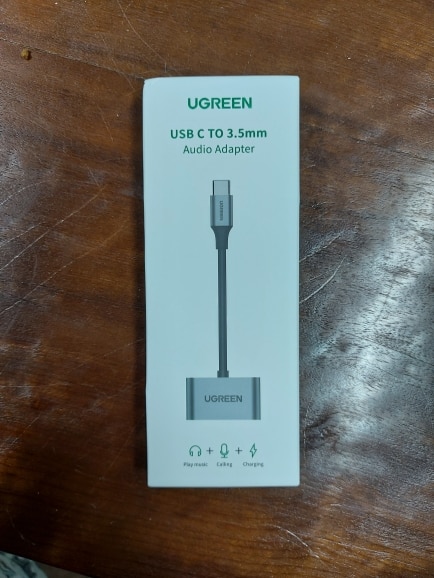 UGREEN
USB C TO 3.5mm
Audio Adapter
UGREEN
UGREEN
Play music
Calling
Charging